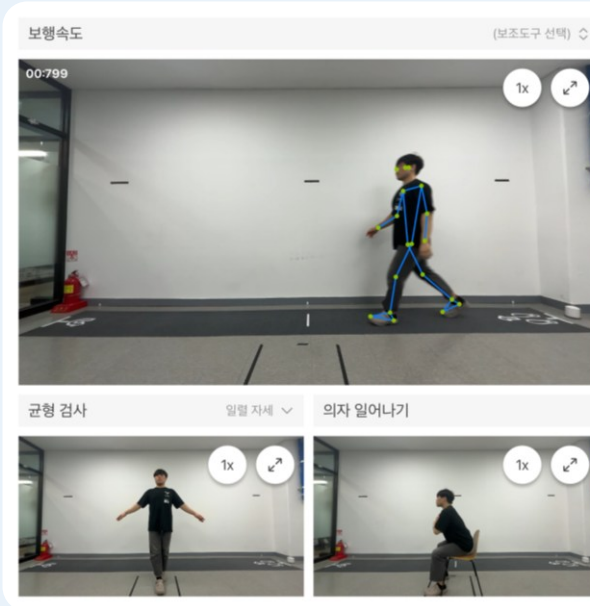 보행속도
(보조도구 선택)
00:799
1x
균형 검사
일렬 자세
의자 일어나기
1x
1x